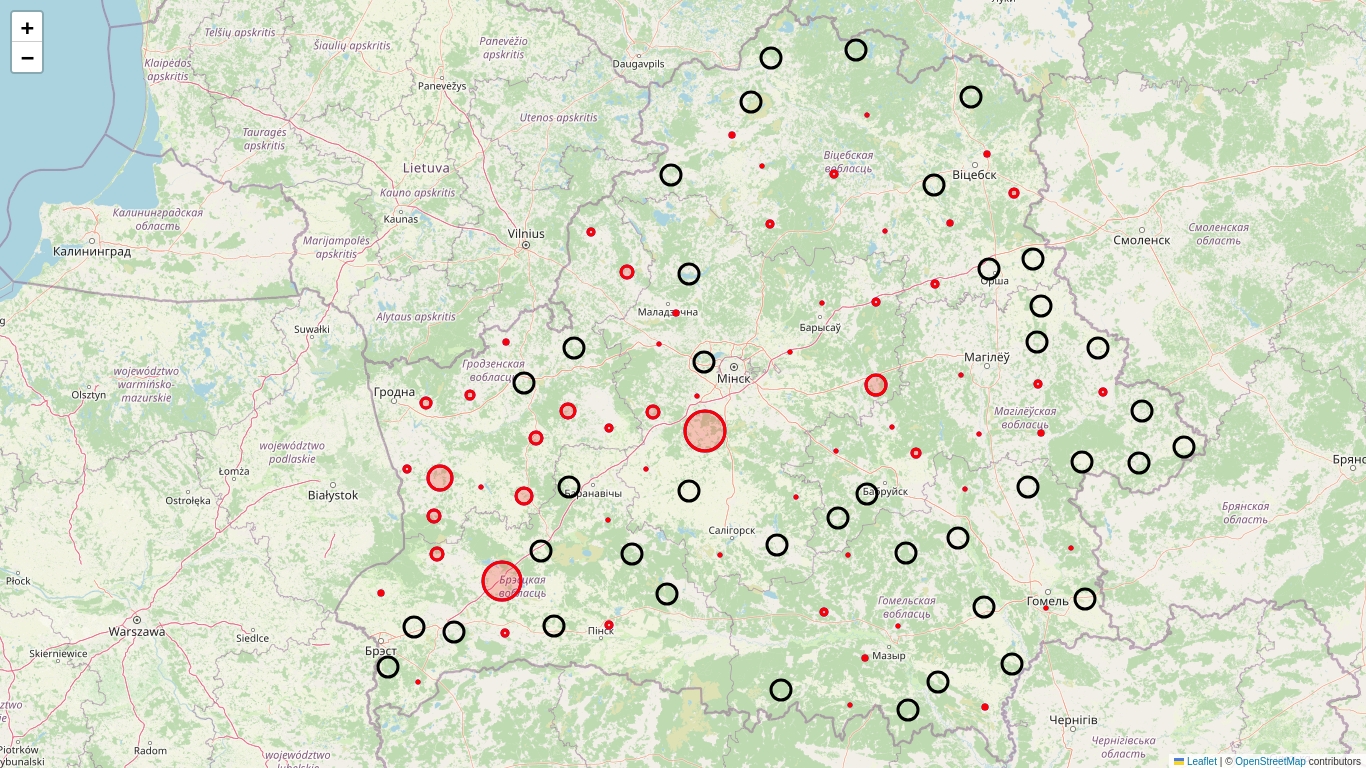 +
−
Луки
Telšių apskritis
Šiaulių apskritis
Panevėžio
apskritis
Klaipėdos
apskritis
Daugavpils
Panevėžys
Utenos apskritis
Tauragės
apskritis
Lietuva
Kauno apskritis
Віцебская
вобласць
Віцебск
Калининградская
область
Kaunas
Калининград
Marijampolės
apskritis
Vilnius
Смоленск
Смоленская
область
Орша
Alytaus apskritis
Маладзечна
Барысаў
Suwałki
Магілёў
Гродзенская
вобласць
Мінск
województwo
warmińsko-
mazurskie
Гродна
Olsztyn
Магілёўская
вобласць
województwo
podlaskie
Łomża
Брянс
Białystok
Ostrołęka
Баранавічы
Бабруйск
Брянская
область
Салігорск
Płock
Брэсцкая
вобласць
Гомельская
вобласць
Гомель
Warszawa
Siedlce
Пінск
Skierniewice
Брэст
Мазыр
Чернігів
Чернігівська
область
Radom
województwo
lubelskie
Piotrków
Trybunalski
Leaflet | © OpenStreetMap contributors